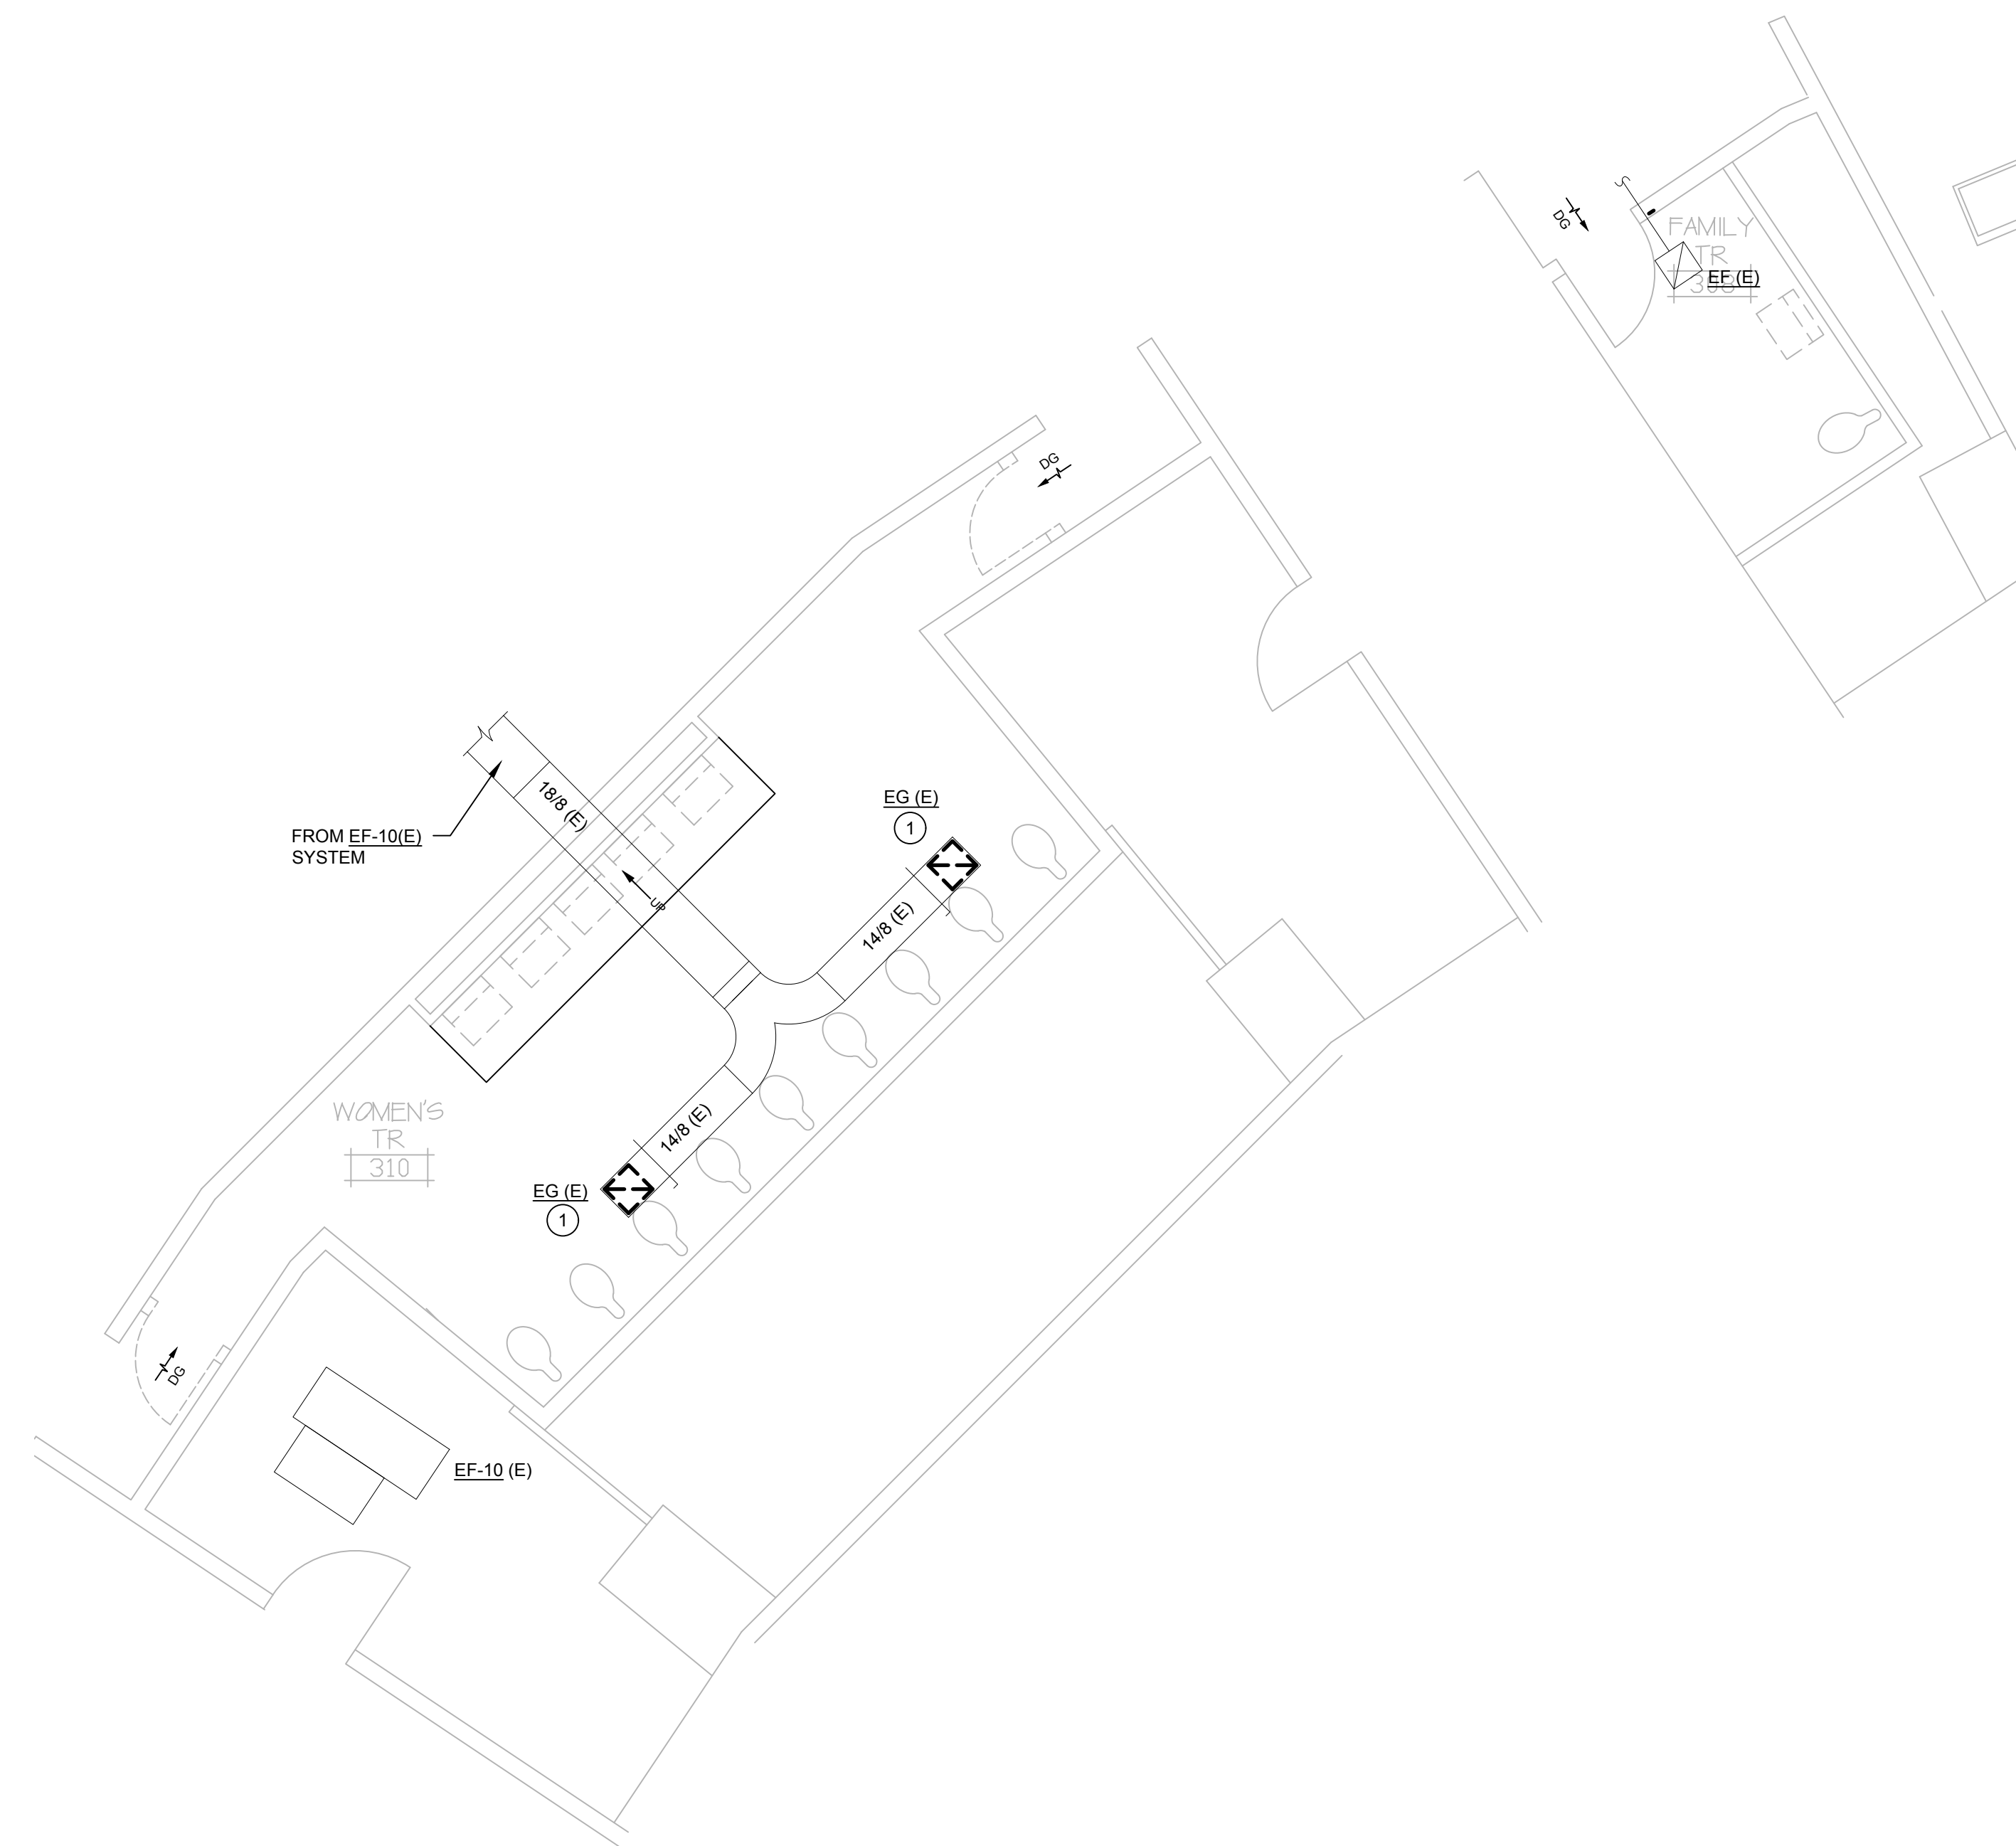 DG
FAMILY
TR
308
EF (E)
DG
18/8 (E)
EG (E)
1
FROM EF-10(E)
SYSTEM
UP
14/8 (E)
WOMEN'S
TR
310
14/8 (E)
EG (E)
1
DG
EF-10 (E)